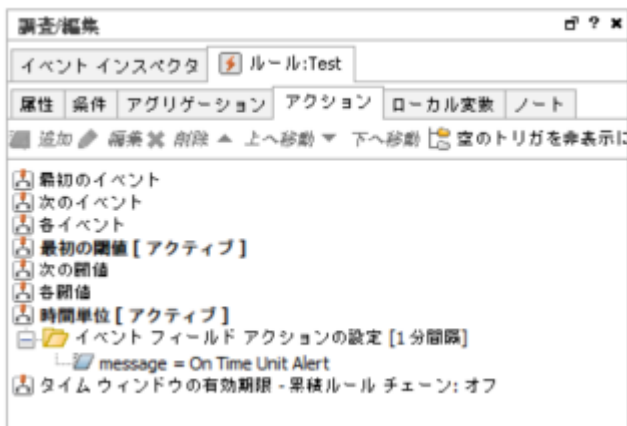 調査/編集
イベント インスペクタ ルール:Test
属性 条件 アグリゲーション アクション ローカル変数 ノート
追加 編集 削除 上へ移動 下へ移動 空のトリガを非表示に
最初のイベント
次のイベント
各イベント
最初の閾値 [ アクティブ ]
次の閾値
各閾値
時間単位 [ アクティブ ]
イベント フィールド アクションの設定 [1 分間隔]
message = On Time Unit Alert
タイム ウィンドウの有効期限 - 累積ルール チェーン: オフ